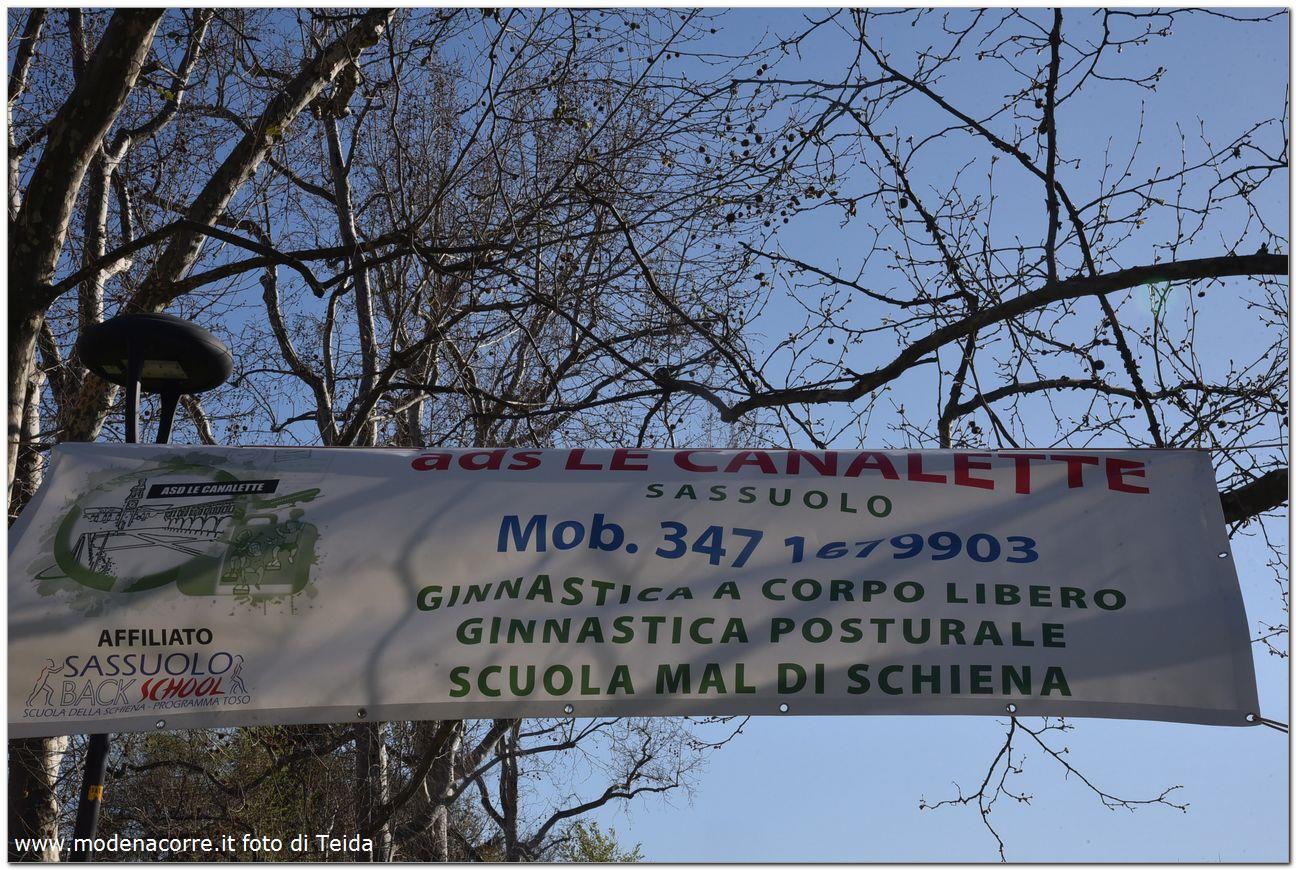 ads LE CANALETTE
SASSUOLO
Mob. 347 1679903
GINNASTICA A CORPO LIBERO
GINNASTICA POSTURALE
SCUOLA MAL DI SCHIENA
ASD LE CANALETTE
AFFILIATO
SASSUOLO
BACK SCHOOL
SCUOLA DELLA SCHIENA - PROGRAMMA TOSO
www.modenacorre.it foto di Teida